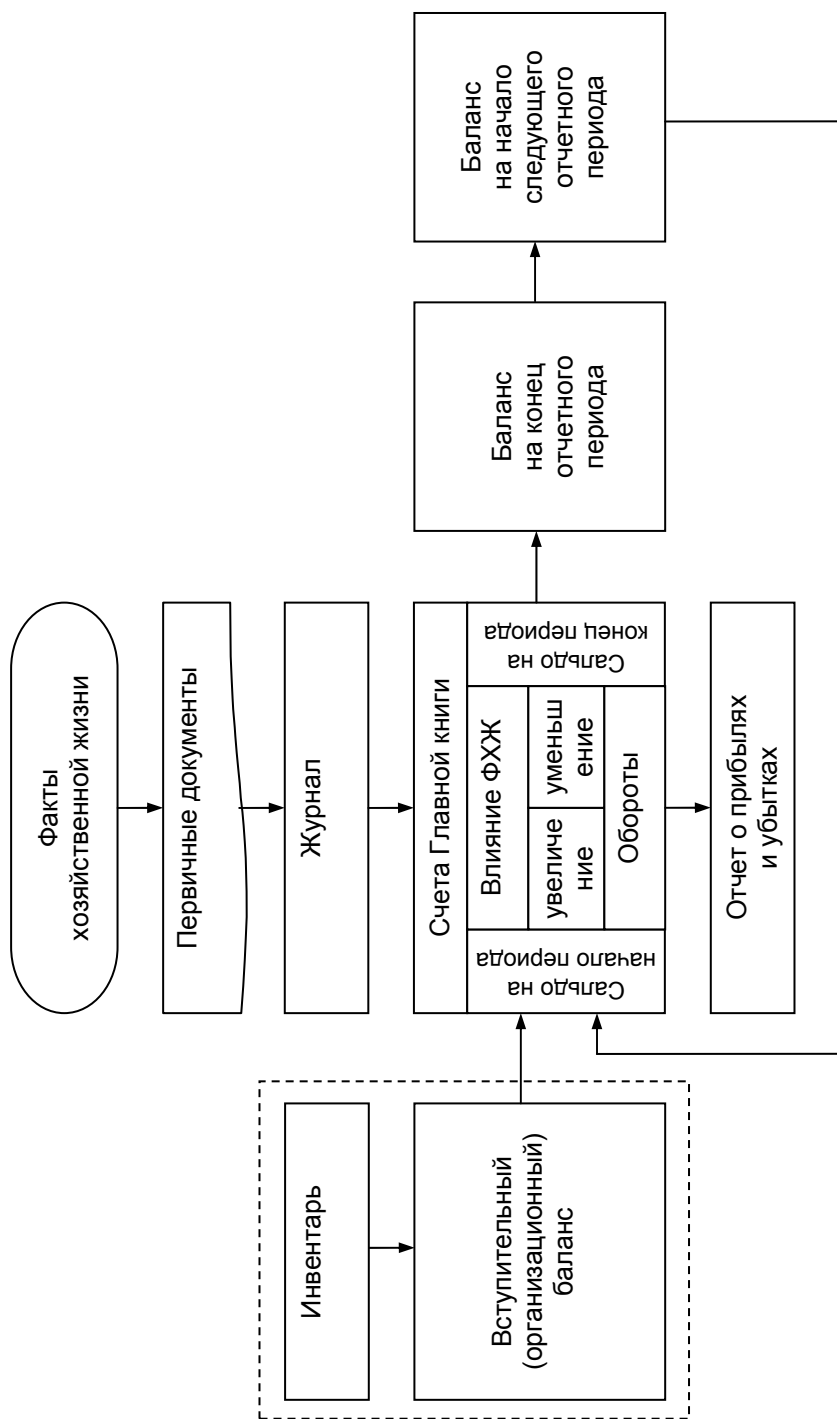 Факты
хозяйственной жизни
Первичные документы
Журнал
Инвентарь
Вступительный
(организационный)
баланс
Счета Главной книги
Сальдо на
начало периода
Влияние ФХЖ
увеличе
ние
уменьш
ение
Обороты
Сальдо на
конец периода
Баланс
на конец
отчетного
периода
Баланс
на начало
следующего
отчетного
периода
Отчет о прибылях
и убытках